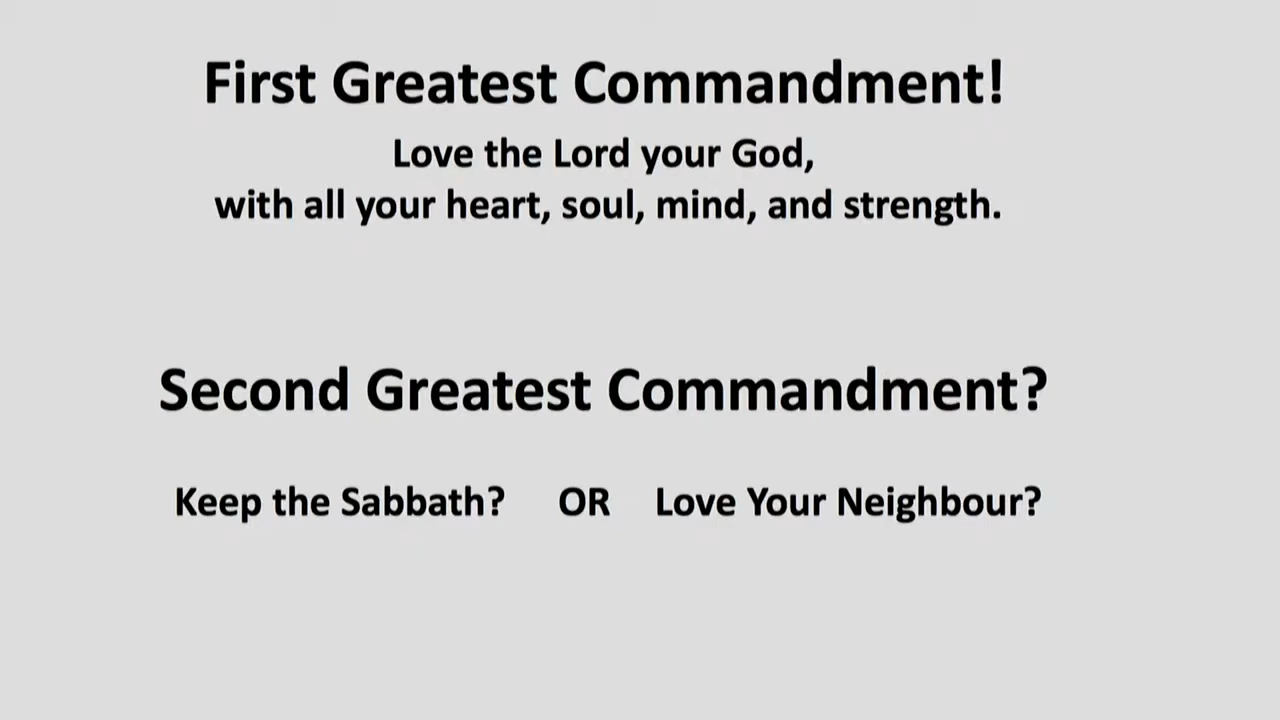 First Greatest Commandment!
Love the Lord your God,
with all your heart, soul, mind, and strength.
Second Greatest Commandment?
Keep the Sabbath? OR Love Your Neighbour?